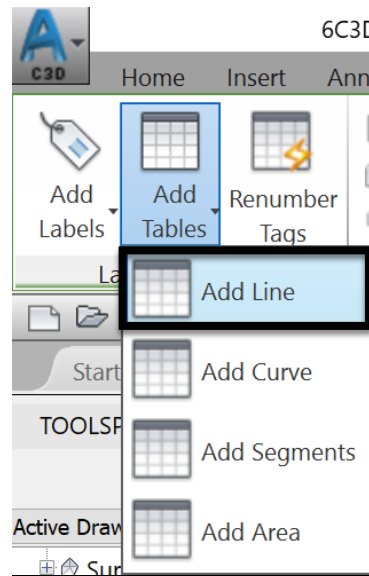 6C3D
C3D
Home Insert Ann
Add Labels
Add Tables
Renumber Tags
La
Add Line
Start
Add Curve
TOOLSP
Add Segments
Active Draw
Add Area
Sur